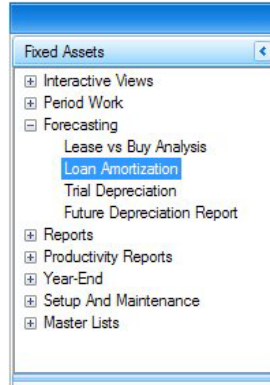 Fixed Assets
Interactive Views
Period Work
Forecasting
Lease vs Buy Analysis
Loan Amortization
Trial Depreciation
Future Depreciation Report
Reports
Productivity Reports
Year-End
Setup And Maintenance
Master Lists